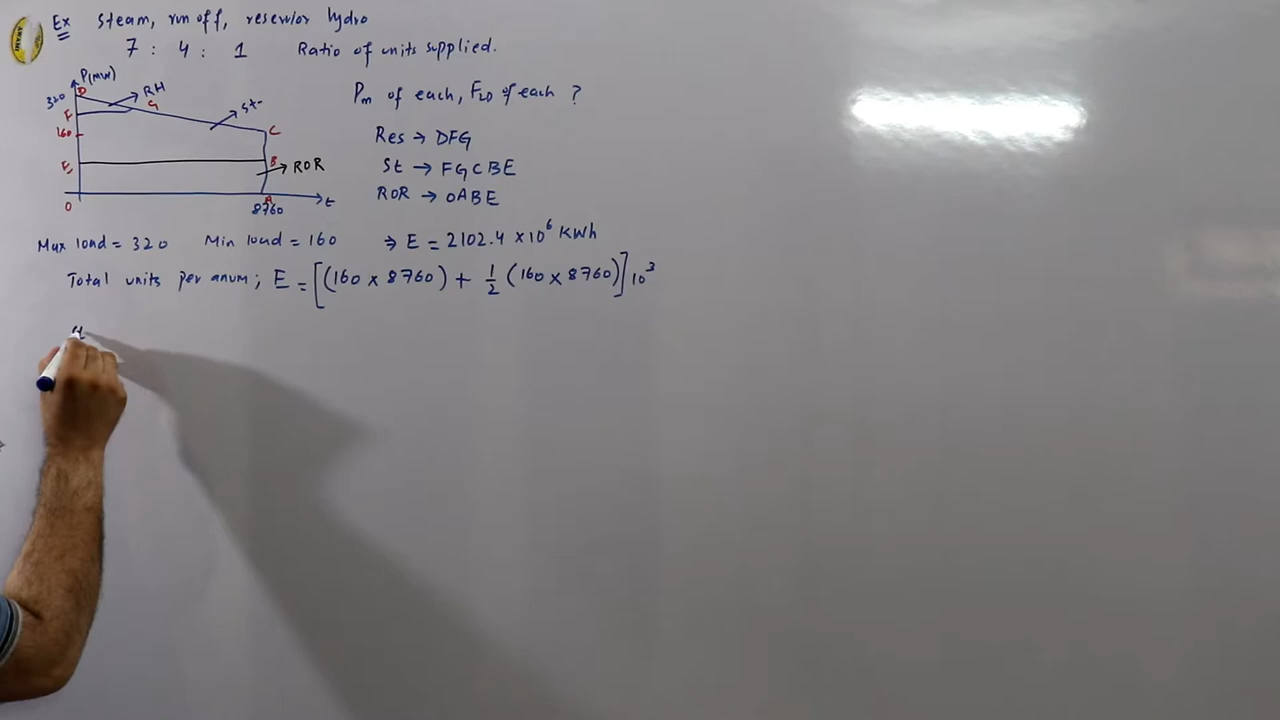 Ex Steam, run off, reservior hydro
7 : 4 : 1 Ratio of units supplied.
P(MW)
320 D
RH
F
G
St.
160
C
E
B
ROR
O
A
8760
t
Pm of each, FLD of each ?
Res → DFG
St → FGCBE
ROR → OABE
Max load = 320 Min load = 160 ⇒ E = 2102.4 × 10⁶ KWh
Total units per anum; E = [(160 × 8760) + 1/2 (160 × 8760)] 10³